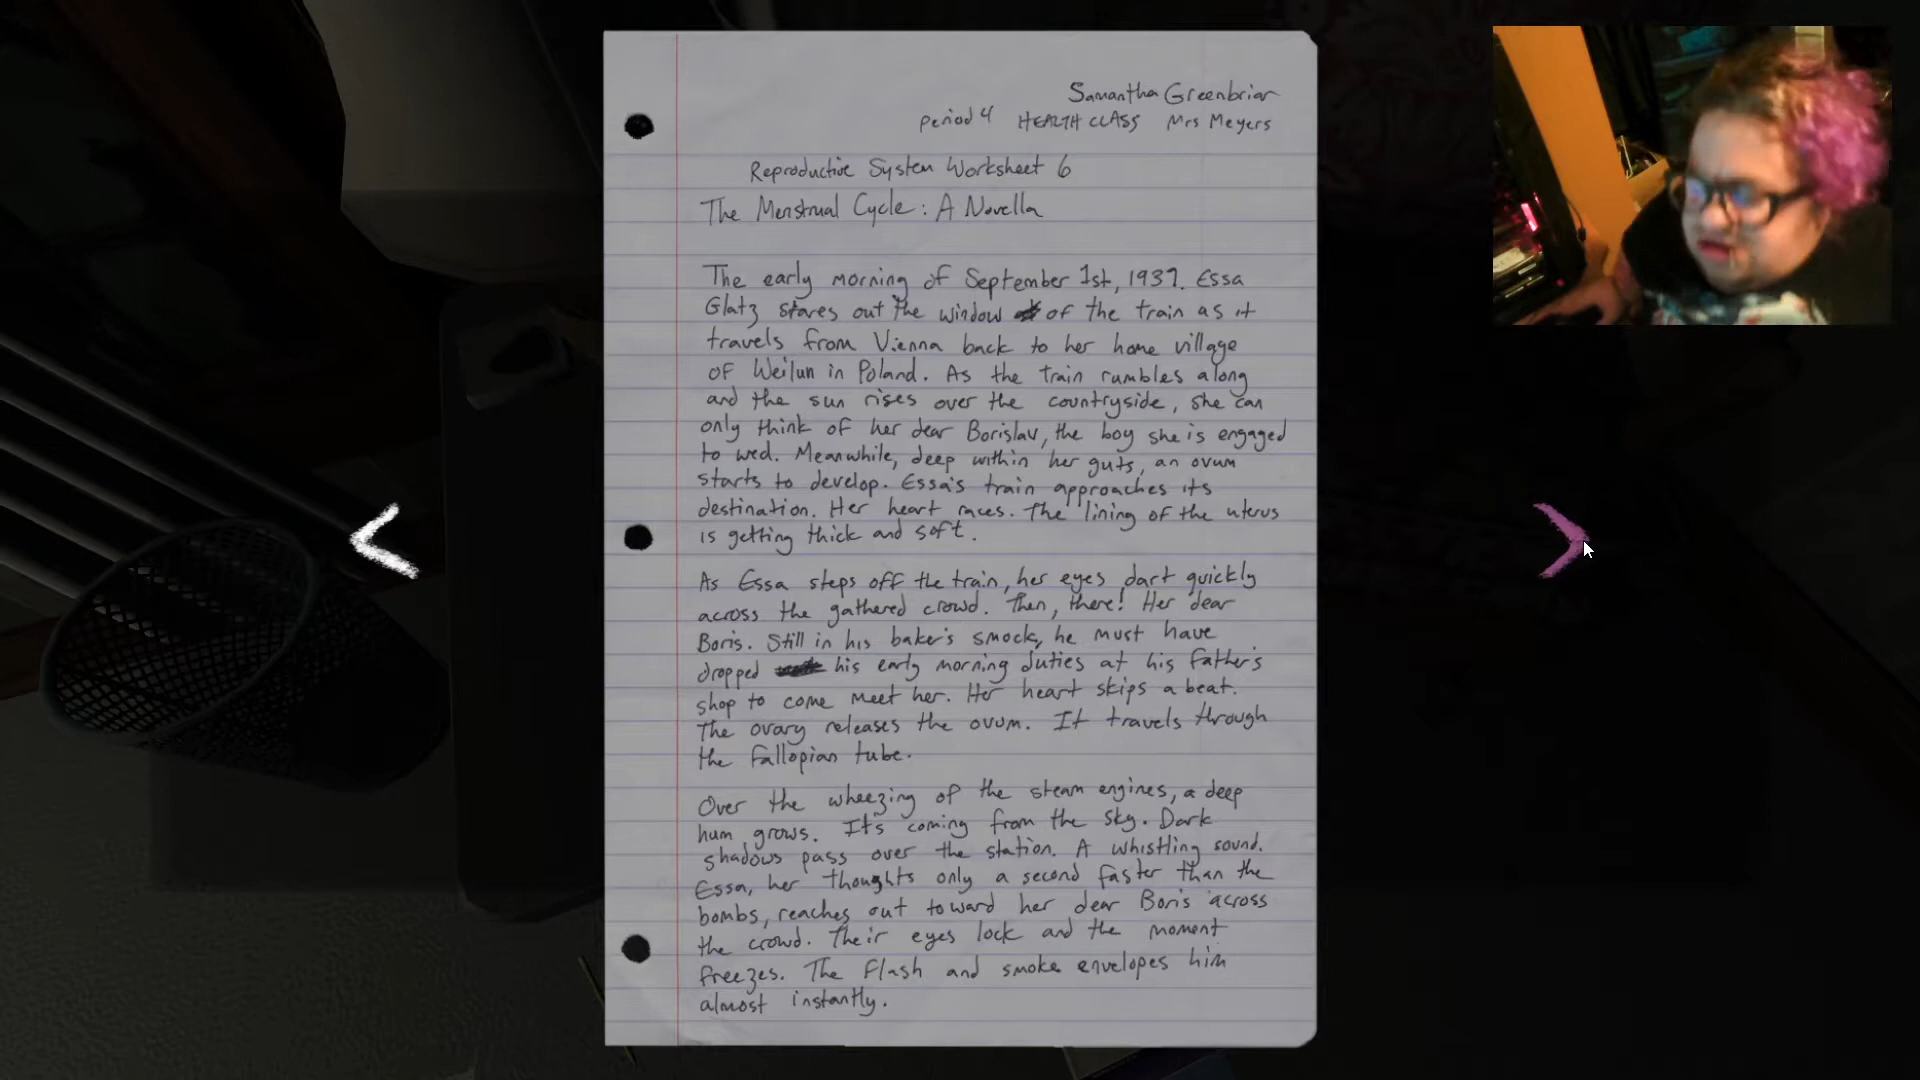 Samantha Greenbriar
period 4 HEALTH CLASS Mrs Meyers
Reproductive System Worksheet 6
The Menstrual Cycle: A Novella
The early morning of September 1st, 1939. Essa
Glatz stares out the window of the train as it
travels from Vienna back to her home village
of Weilun in Poland. As the train rumbles along
and the sun rises over the countryside, she can
only think of her dear Borislav, the boy she is engaged
to wed. Meanwhile, deep within her guts, an ovum
starts to develop. Essa's train approaches its
destination. Her heart races. The lining of the uterus
is getting thick and soft.
As Essa steps off the train, her eyes dart quickly
across the gathered crowd. Then, there! Her dear
Boris. Still in his baker's smock, he must have
dropped his early morning duties at his father's
shop to come meet her. Her heart skips a beat.
The ovary releases the ovum. It travels through
the fallopian tube.
Over the wheezing of the steam engines, a deep
hum grows. It's coming from the sky. Dark
shadows pass over the station. A whistling sound.
Essa, her thoughts only a second faster than the
bombs, reaches out toward her dear Boris across
the crowd. Their eyes lock and the moment
freezes. The flash and smoke envelopes him
almost instantly.